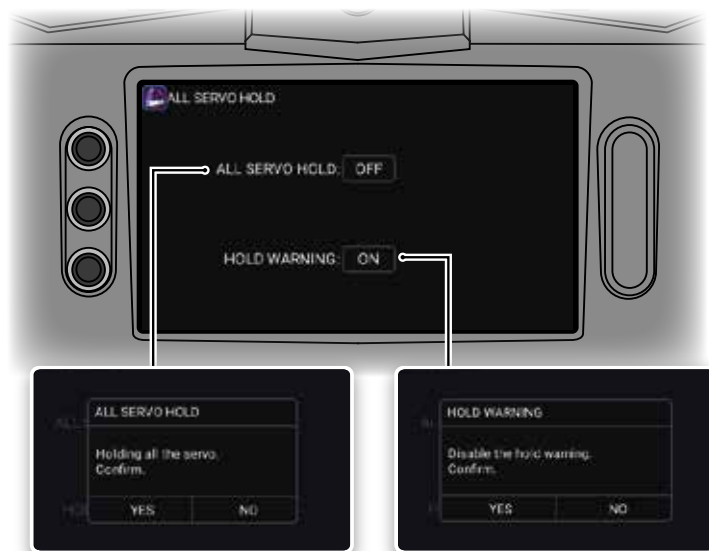 ALL SERVO HOLD
ALL SERVO HOLD: OFF
HOLD WARNING: ON
ALL SERVO HOLD
Holding all the servo.
Confirm.
YES NO
HOLD WARNING
Disable the hold warning.
Confirm.
YES NO